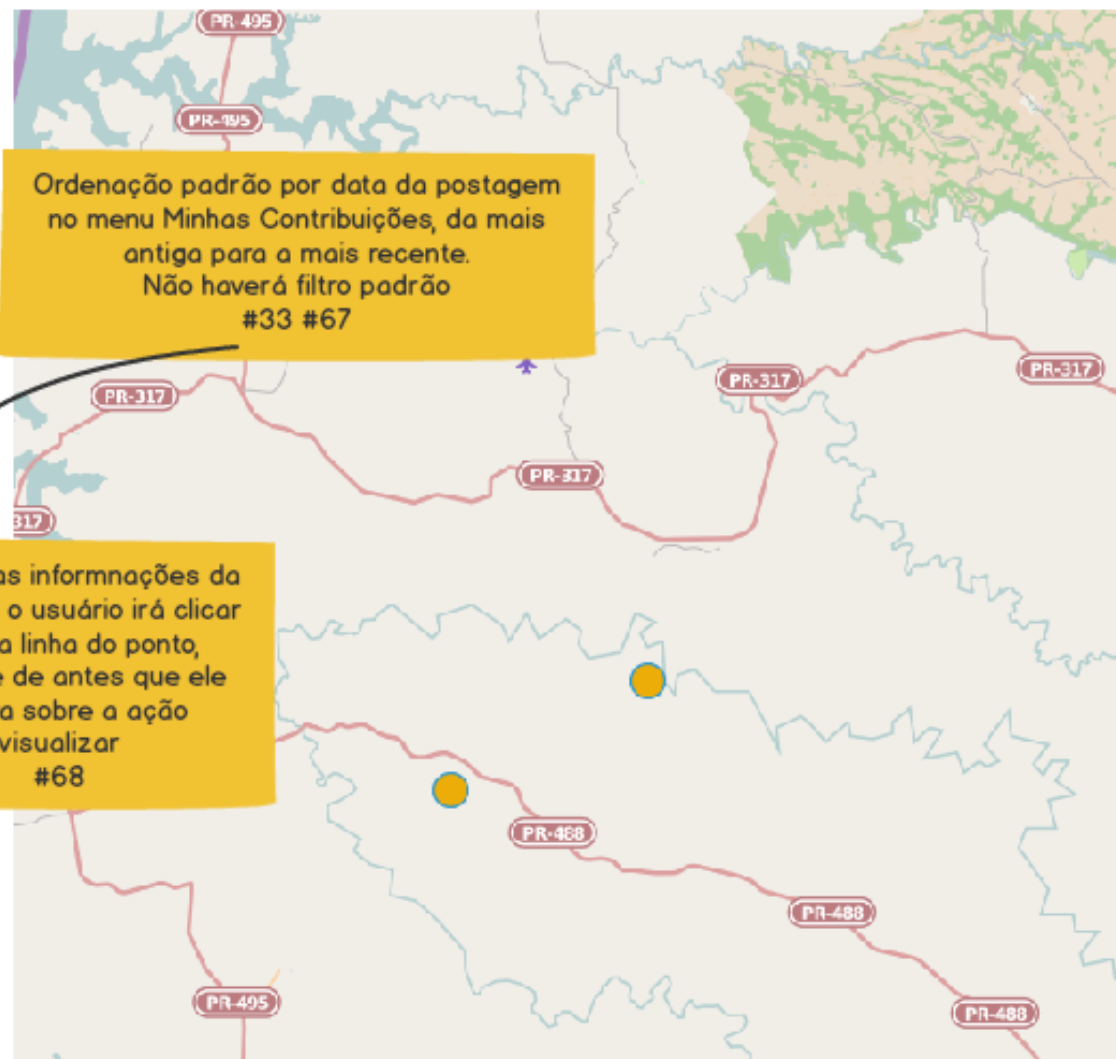 PR-495
PR-495
Ordenação padrão por data da postagem
no menu Minhas Contribuições, da mais
antiga para a mais recente.
Não haverá filtro padrão
#33 #67
PR-317
PR-317
PR-317
PR-317
317
as informnações da
o usuário irá clicar
a linha do ponto,
e de antes que ele
a sobre a ação
visualizar
#68
PR-488
PR-488
PR-495
PR-488